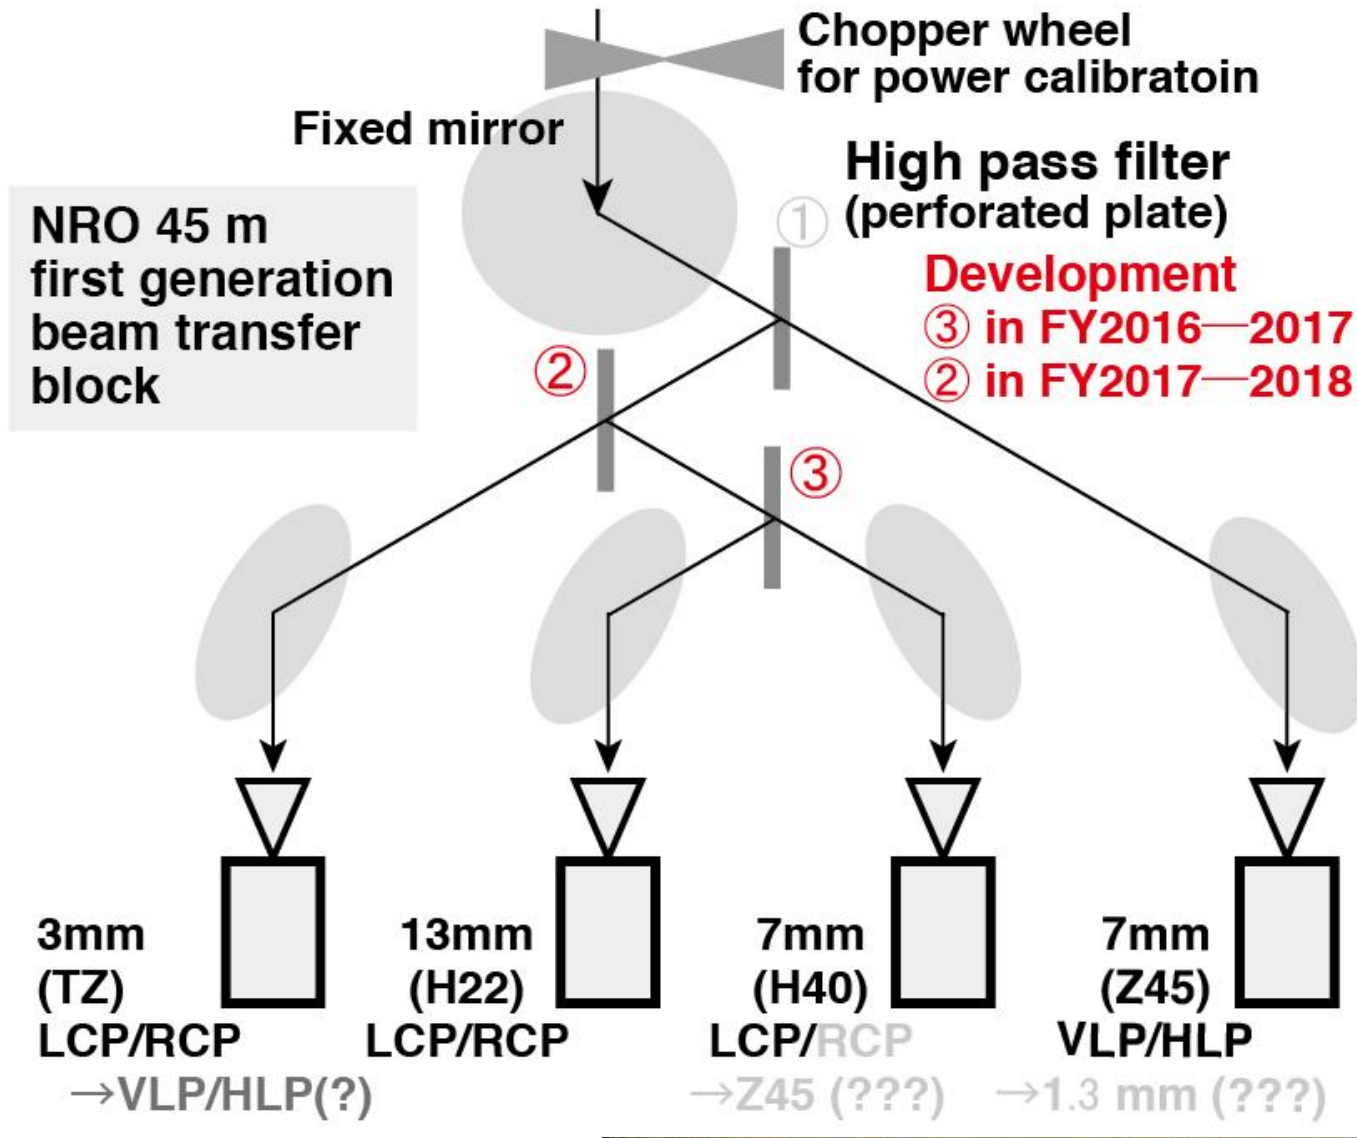 Chopper wheel
for power calibratoin
Fixed mirror
High pass filter
(perforated plate)
①
NRO 45 m
first generation
beam transfer
block
Development
③ in FY2016—2017
② in FY2017—2018
②
③
3mm
(TZ)
LCP/RCP
→VLP/HLP(?)
13mm
(H22)
LCP/RCP
7mm
(H40)
LCP/RCP
→Z45 (???)
7mm
(Z45)
VLP/HLP
→1.3 mm (???)